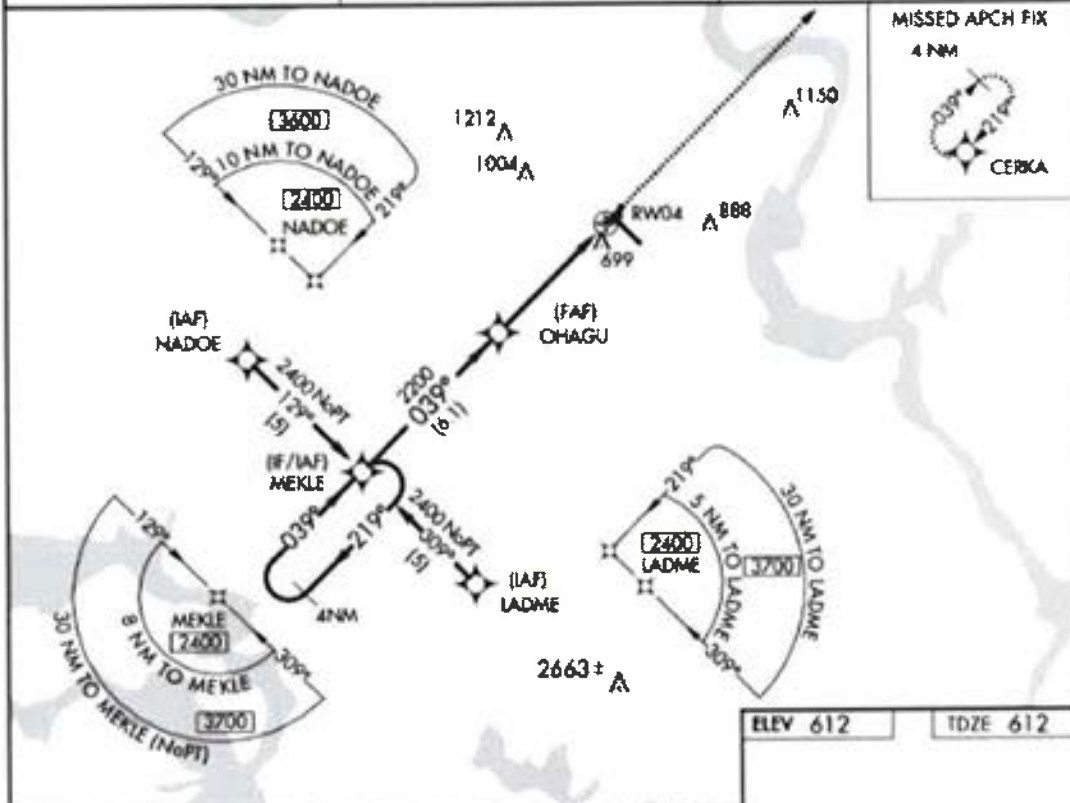 MISSED APCH FIX
4 NM
039°
219°
CERKA
30 NM TO NADOE
3600
10 NM TO NADOE
2400
NADOE
129°
219°
1212
1004
1150
RW04
888
699
(FAF)
OHAGU
(IAF)
NADOE
2400 NoPT
129°
(5)
2200
039°
(6.1)
(IF/IAF)
MEKLE
039°
219°
4NM
2400 NoPT
309°
(5)
(IAF)
LADME
219°
5 NM TO LADME
30 NM TO LADME
2400
LADME
3700
309°
129°
MEKLE
2400
8 NM TO MEKLE
309°
30 NM TO MEKLE (NoPT)
3700
2663 ±
ELEV 612
TDZE 612